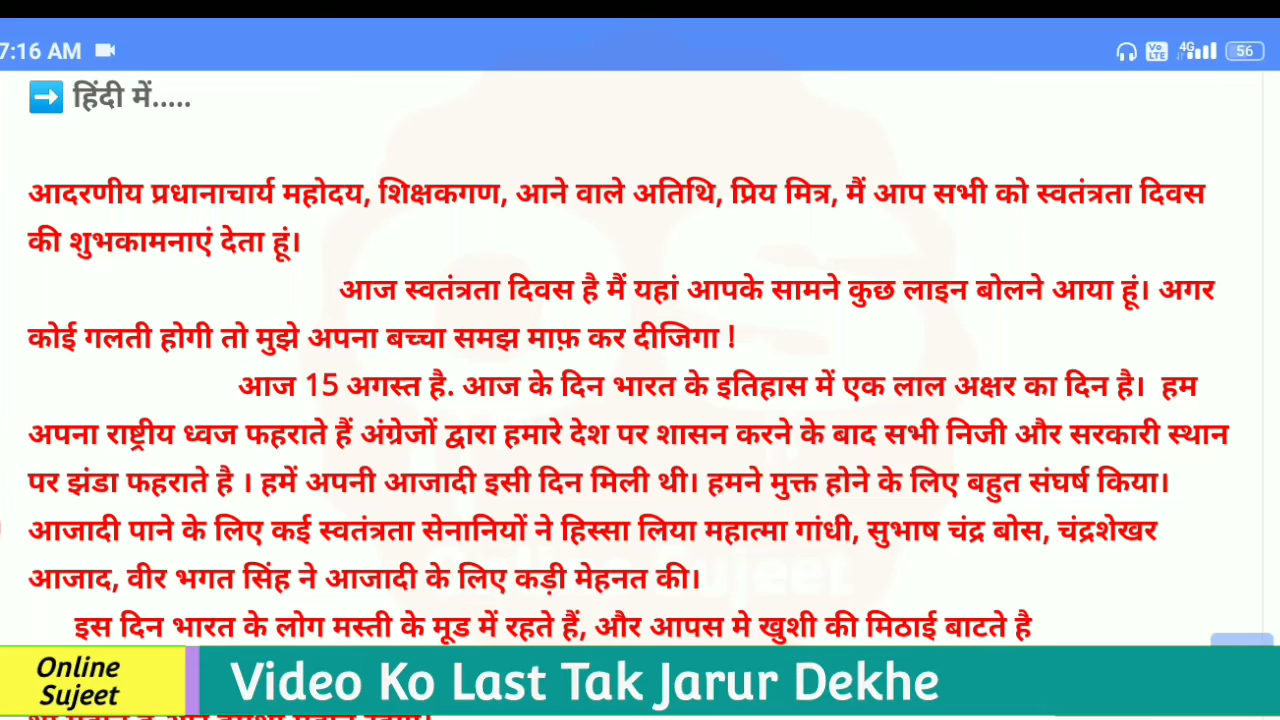 7:16 AM
Vo LTE 4G 56
हिंदी में.....
आदरणीय प्रधानाचार्य महोदय, शिक्षकगण, आने वाले अतिथि, प्रिय मित्र, मैं आप सभी को स्वतंत्रता दिवस
की शुभकामनाएं देता हूं।
आज स्वतंत्रता दिवस है मैं यहां आपके सामने कुछ लाइन बोलने आया हूं। अगर
कोई गलती होगी तो मुझे अपना बच्चा समझ माफ़ कर दीजिगा !
आज 15 अगस्त है. आज के दिन भारत के इतिहास में एक लाल अक्षर का दिन है। हम
अपना राष्ट्रीय ध्वज फहराते हैं अंग्रेजों द्वारा हमारे देश पर शासन करने के बाद सभी निजी और सरकारी स्थान
पर झंडा फहराते है । हमें अपनी आजादी इसी दिन मिली थी। हमने मुक्त होने के लिए बहुत संघर्ष किया।
आजादी पाने के लिए कई स्वतंत्रता सेनानियों ने हिस्सा लिया महात्मा गांधी, सुभाष चंद्र बोस, चंद्रशेखर
आजाद, वीर भगत सिंह ने आजादी के लिए कड़ी मेहनत की।
इस दिन भारत के लोग मस्ती के मूड में रहते हैं, और आपस मे खुशी की मिठाई बाटते है
Online
Sujeet
Video Ko Last Tak Jarur Dekhe